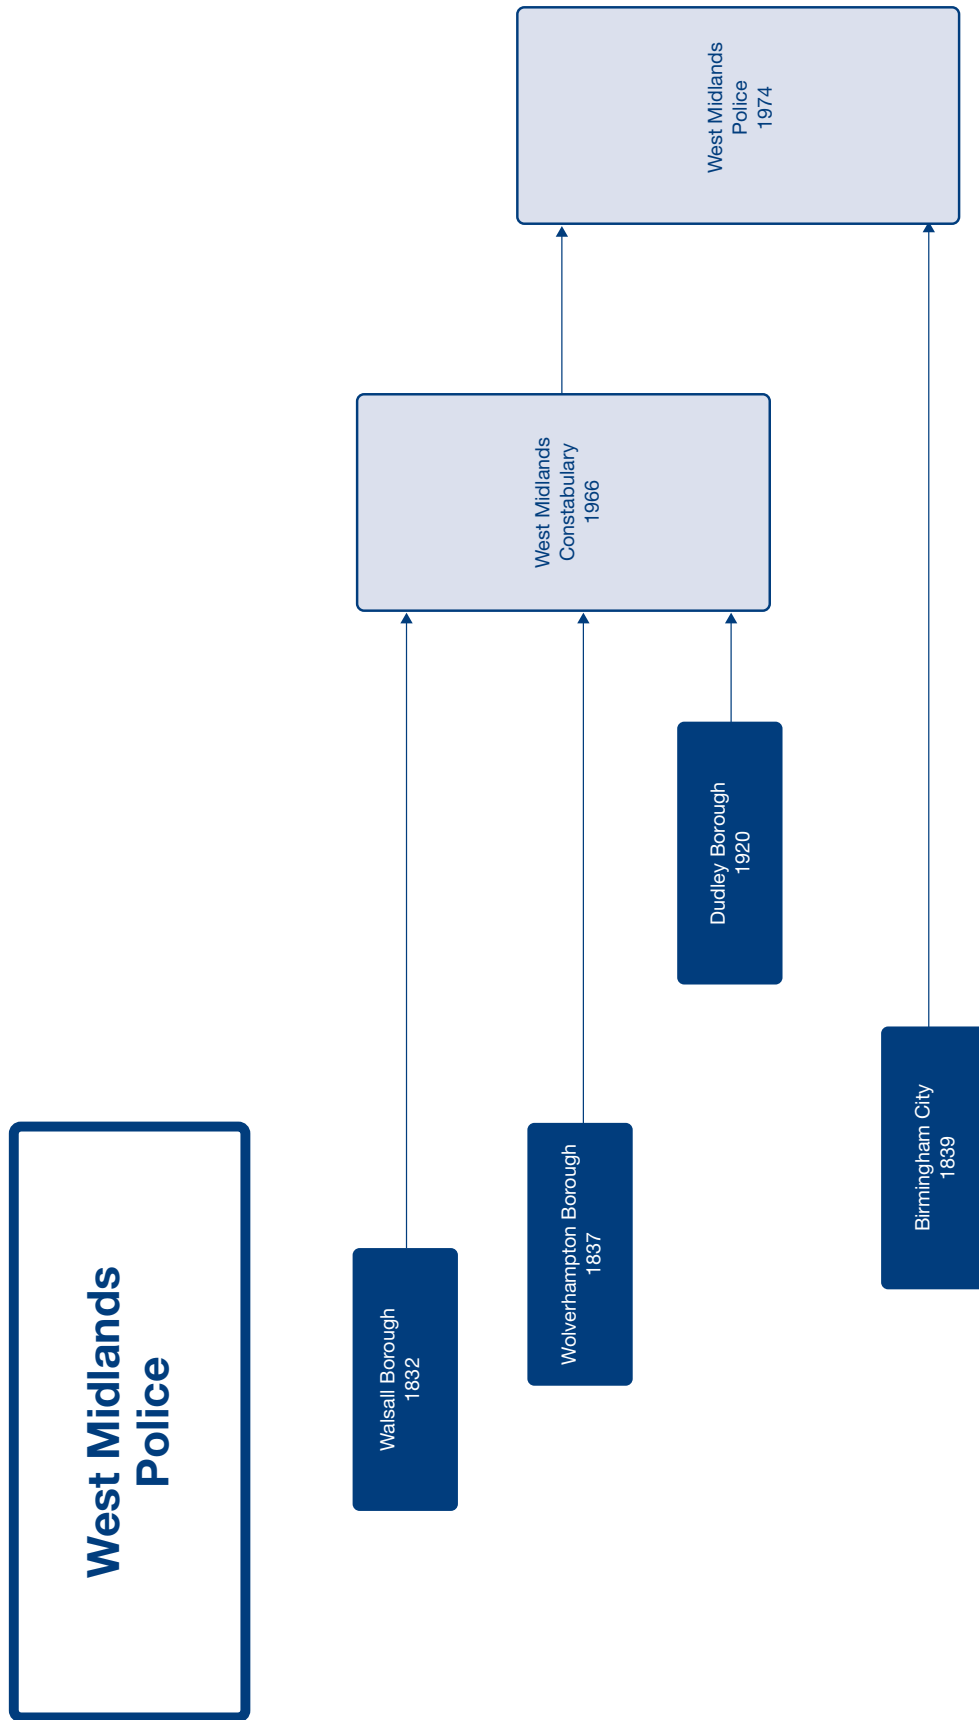 West Midlands
Police
Walsall Borough
1832
Wolverhampton Borough
1837
Dudley Borough
1920
Birmingham City
1839
West Midlands
Constabulary
1966
West Midlands
Police
1974